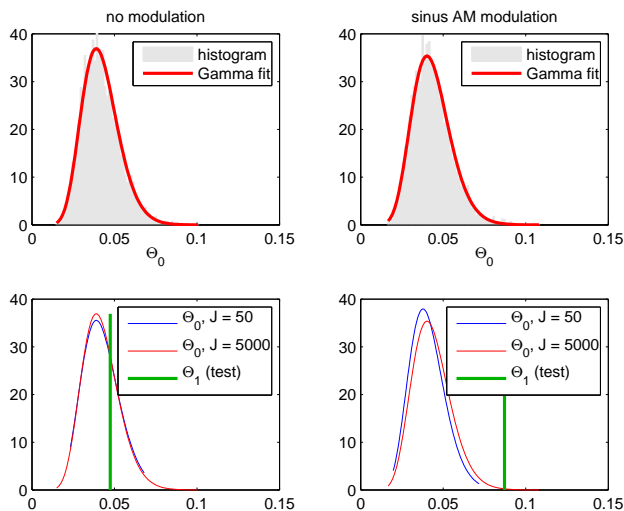 no modulation
sinus AM modulation
40
30
20
10
0
0
0.05
0.1
0.15
Θ0
histogram
Gamma fit
40
30
20
10
0
0
0.05
0.1
0.15
Θ0
histogram
Gamma fit
40
30
20
10
0
0
0.05
0.1
0.15
Θ0, J = 50
Θ0, J = 5000
Θ1 (test)
40
30
20
10
0
0
0.05
0.1
0.15
Θ0, J = 50
Θ0, J = 5000
Θ1 (test)